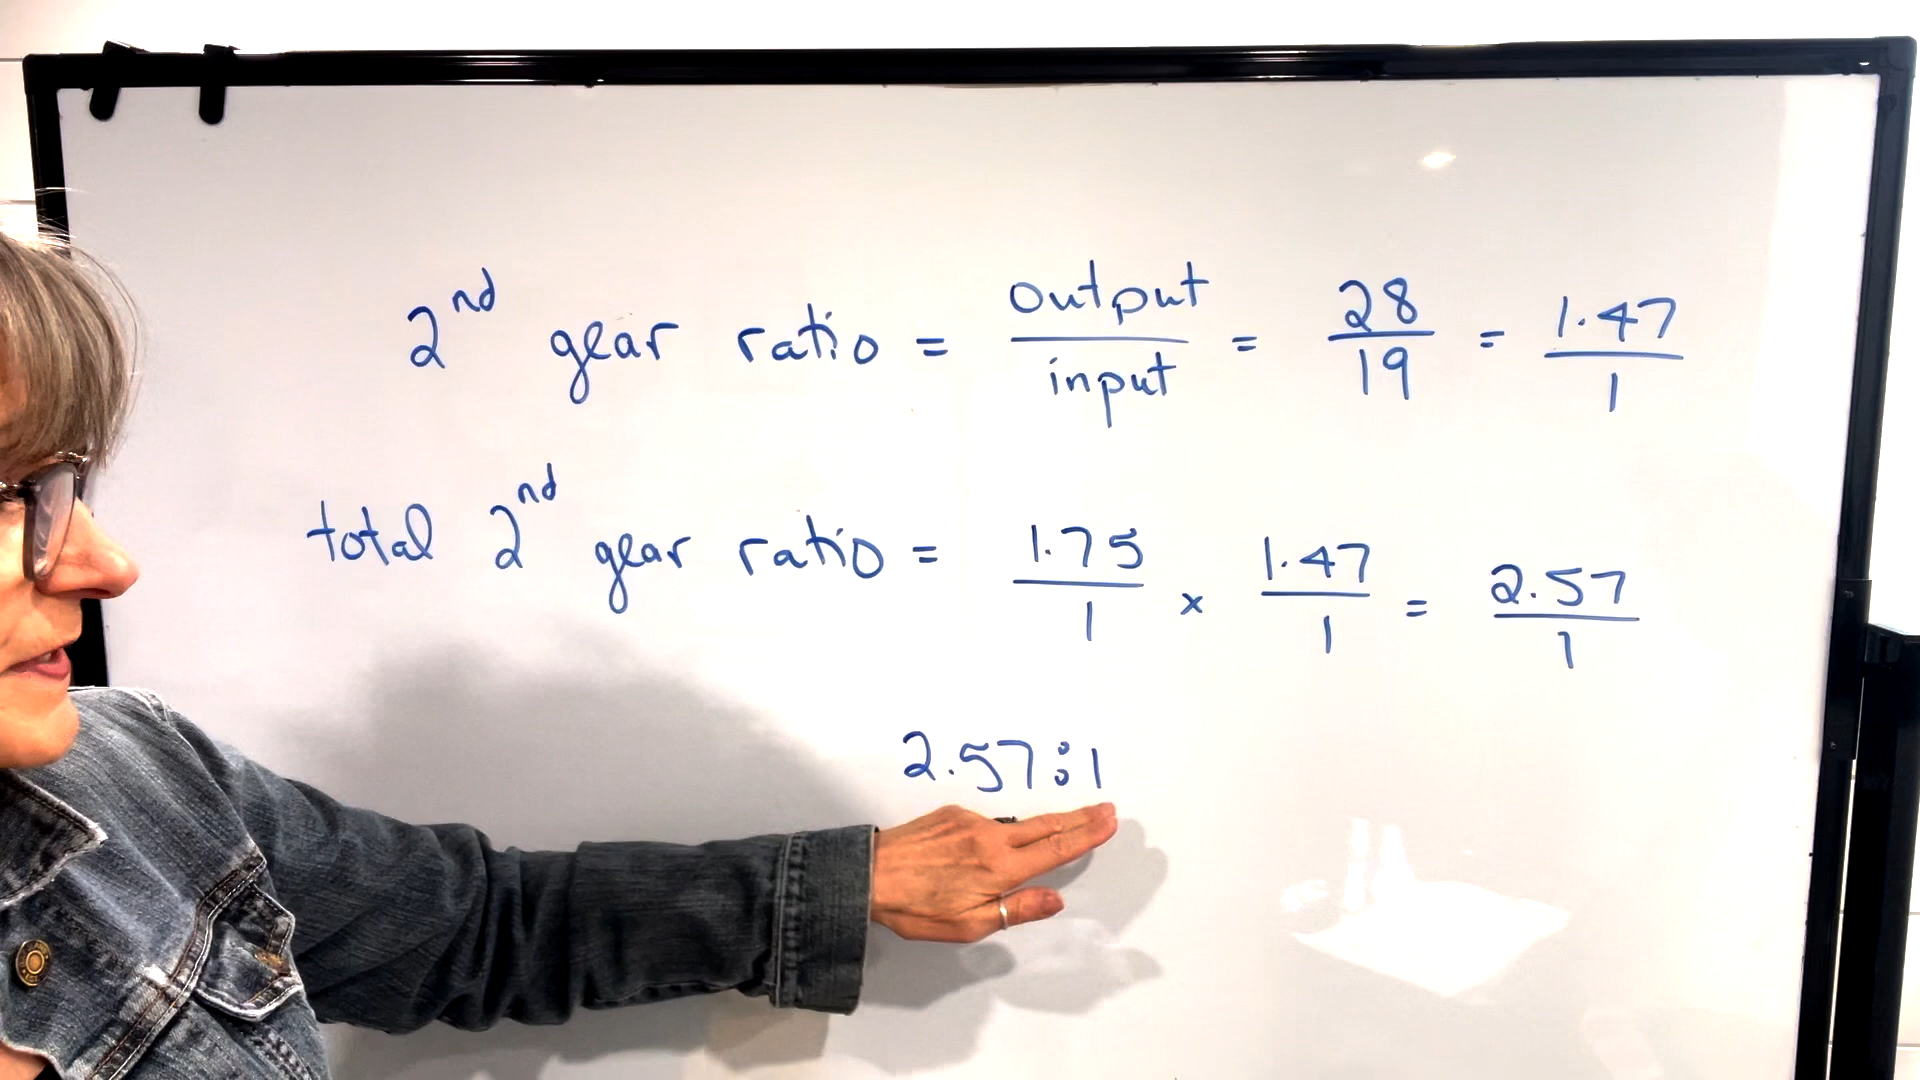 2nd gear ratio = output/input = 28/19 = 1.47/1
total 2nd gear ratio = 1.75/1 x 1.47/1 = 2.57/1
2.57:1